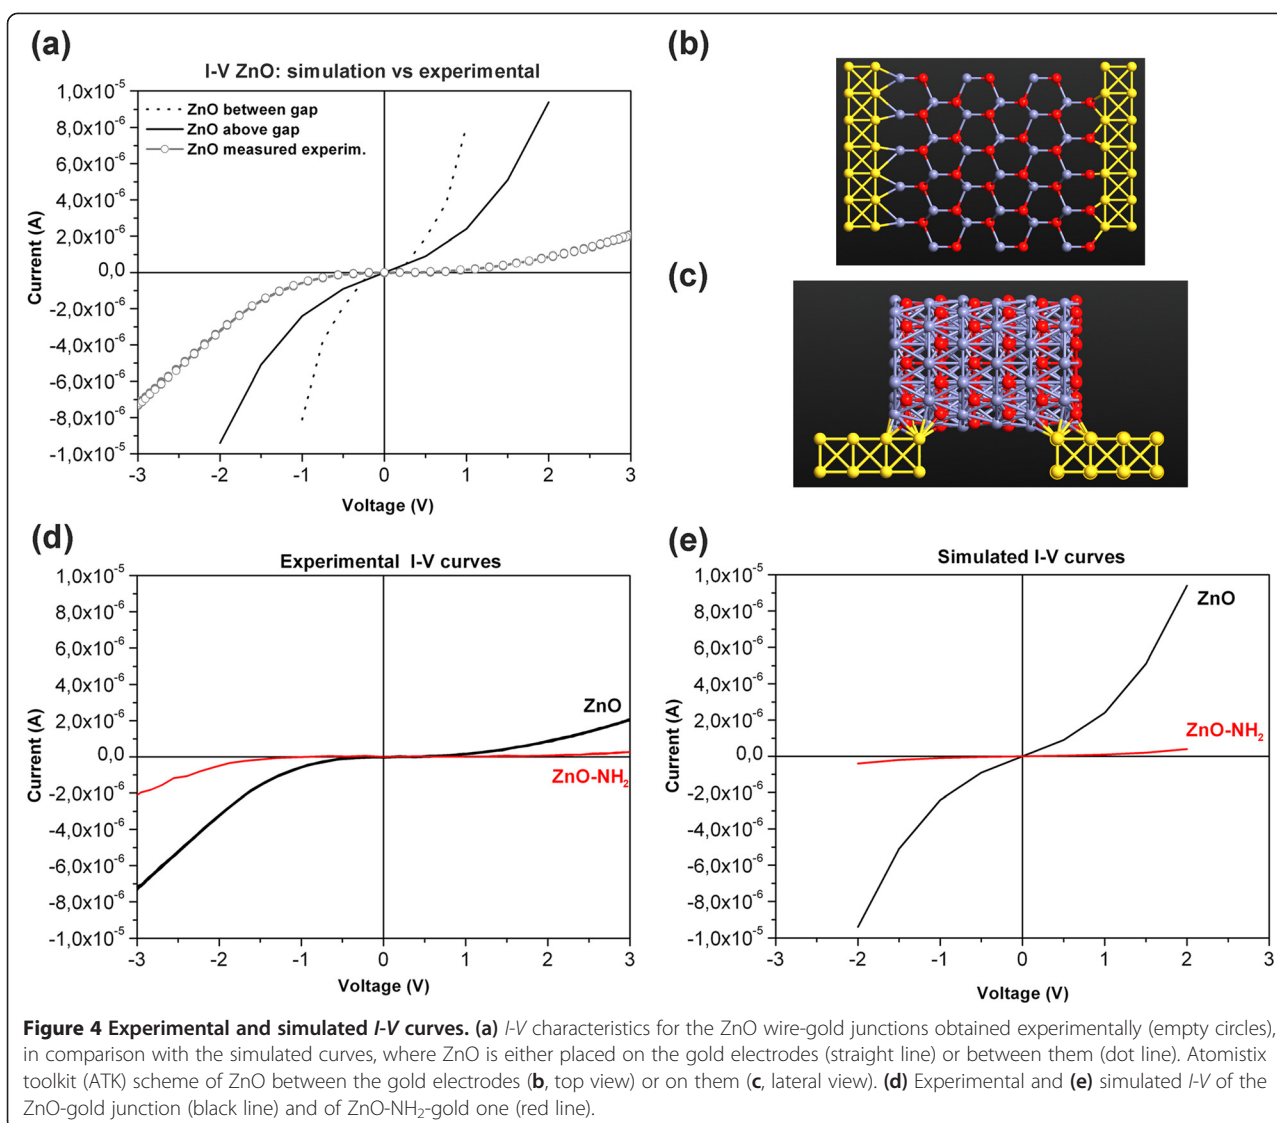 (a)
I-V ZnO: simulation vs experimental
1,0x10⁻⁵
8,0x10⁻⁶
6,0x10⁻⁶
4,0x10⁻⁶
2,0x10⁻⁶
0,0
-2,0x10⁻⁶
-4,0x10⁻⁶
-6,0x10⁻⁶
-8,0x10⁻⁶
-1,0x10⁻⁵
Current (A)
ZnO between gap
ZnO above gap
ZnO measured experim.
-3 -2 -1 0 1 2 3
Voltage (V)
(b)
(c)
(d)
Experimental I-V curves
1,0x10⁻⁵
8,0x10⁻⁶
6,0x10⁻⁶
4,0x10⁻⁶
2,0x10⁻⁶
0,0
-2,0x10⁻⁶
-4,0x10⁻⁶
-6,0x10⁻⁶
-8,0x10⁻⁶
-1,0x10⁻⁵
Current (A)
ZnO
ZnO-NH₂
-3 -2 -1 0 1 2 3
Voltage (V)
(e)
Simulated I-V curves
1,0x10⁻⁵
8,0x10⁻⁶
6,0x10⁻⁶
4,0x10⁻⁶
2,0x10⁻⁶
0,0
-2,0x10⁻⁶
-4,0x10⁻⁶
-6,0x10⁻⁶
-8,0x10⁻⁶
-1,0x10⁻⁵
Current (A)
ZnO
ZnO-NH₂
-3 -2 -1 0 1 2 3
Voltage (V)
Figure 4 Experimental and simulated I-V curves. (a) I-V characteristics for the ZnO wire-gold junctions obtained experimentally (empty circles),
in comparison with the simulated curves, where ZnO is either placed on the gold electrodes (straight line) or between them (dot line). Atomistix
toolkit (ATK) scheme of ZnO between the gold electrodes (b, top view) or on them (c, lateral view). (d) Experimental and (e) simulated I-V of the
ZnO-gold junction (black line) and of ZnO-NH₂-gold one (red line).